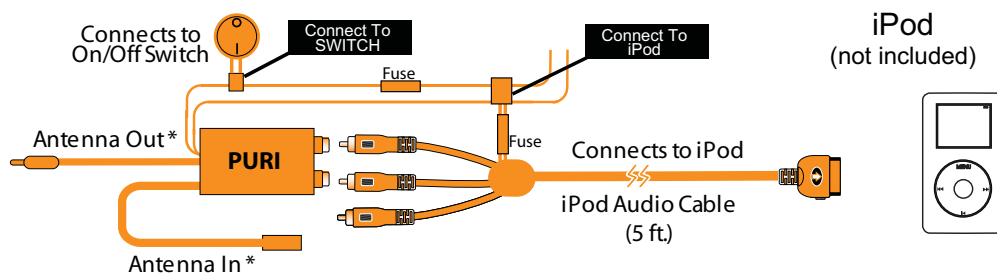 Connects to
On/Off Switch
Connect To
SWITCH
Fuse
Connect To
iPod
iPod
(not included)
Fuse
Antenna Out *
PURI
Connects to iPod
iPod Audio Cable
(5 ft.)
Antenna In *
MENU